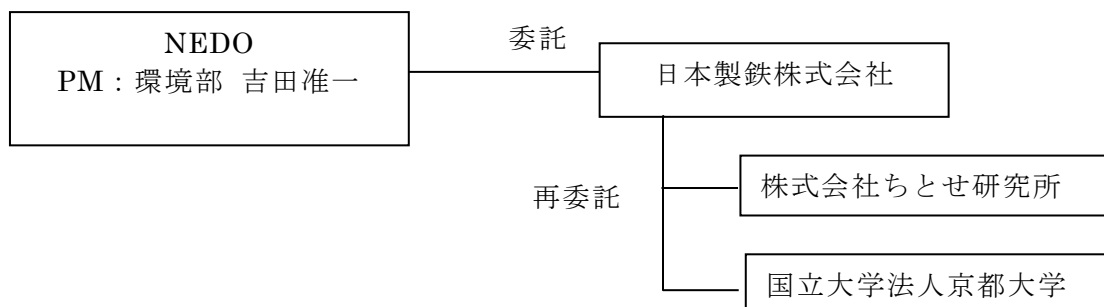 NEDO
PM:環境部 吉田准一
委託
日本製鉄株式会社
再委託
株式会社ちとせ研究所
国立大学法人京都大学